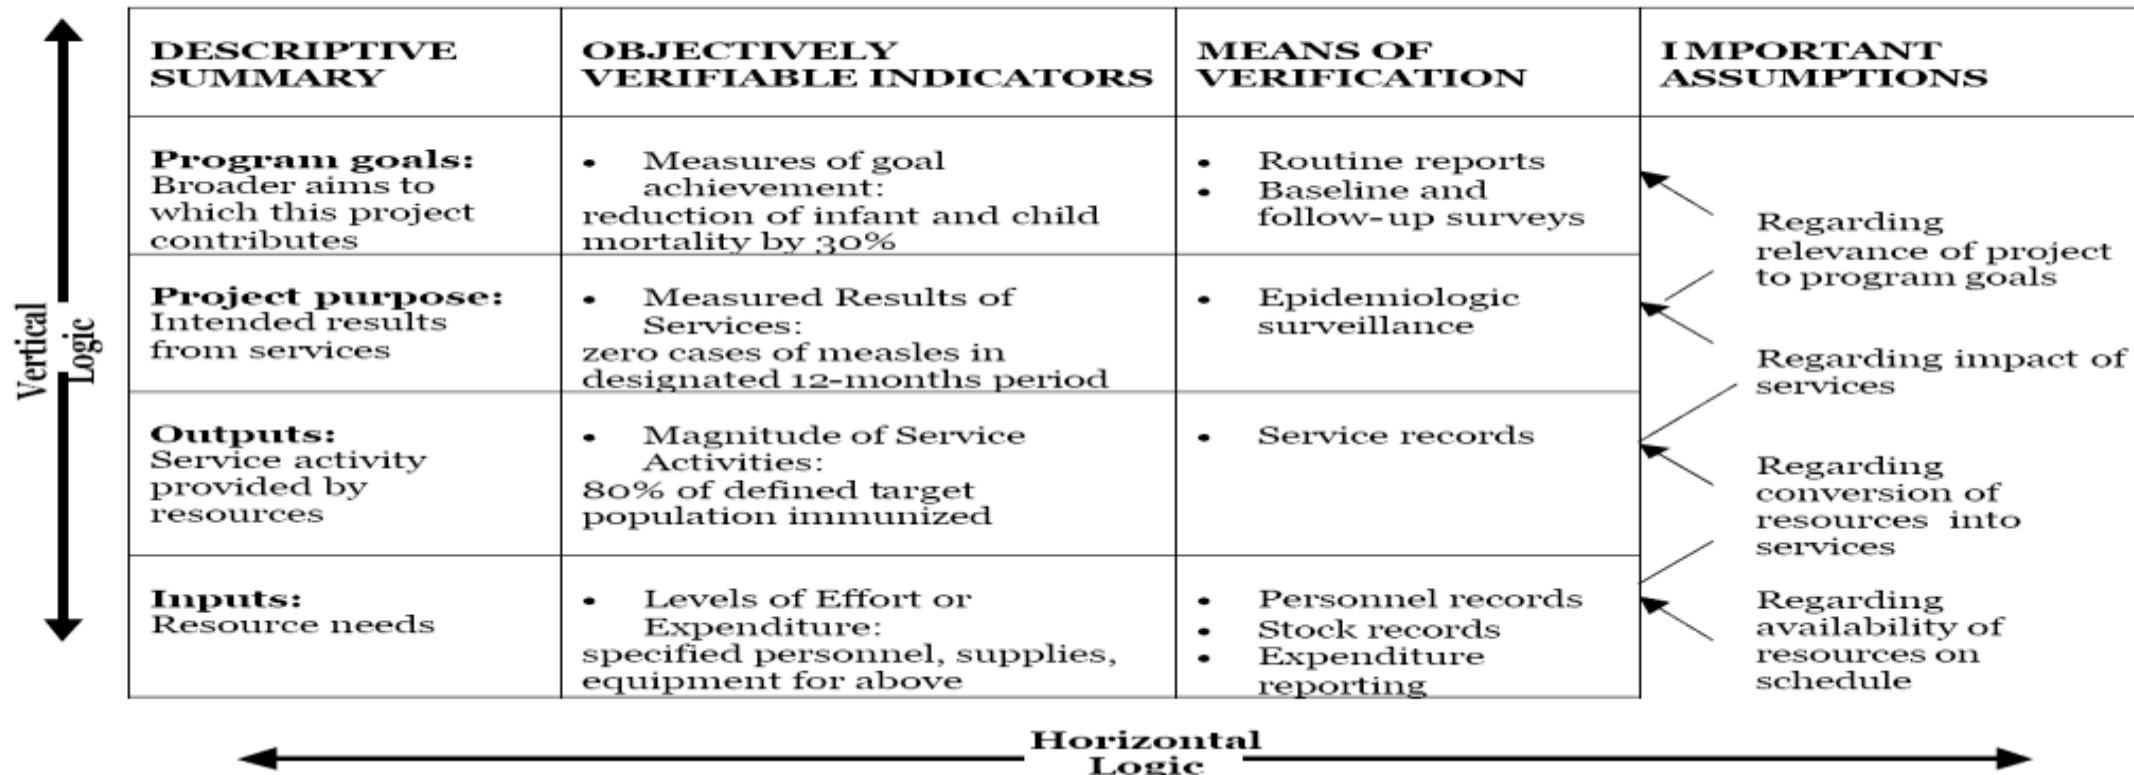 DESCRIPTIVE
SUMMARY
OBJECTIVELY
VERIFIABLE INDICATORS
MEANS OF
VERIFICATION
IMPORTANT
ASSUMPTIONS
Program goals:
Broader aims to
which this project
contributes
• Measures of goal
achievement:
reduction of infant and child
mortality by 30%
• Routine reports
• Baseline and
follow-up surveys
Regarding
relevance of project
to program goals
Project purpose:
Intended results
from services
• Measured Results of
Services:
zero cases of measles in
designated 12-months period
• Epidemiologic
surveillance
Regarding impact of
services
Outputs:
Service activity
provided by
resources
• Magnitude of Service
Activities:
80% of defined target
population immunized
• Service records
Regarding
conversion of
resources into
services
Inputs:
Resource needs
• Levels of Effort or
Expenditure:
specified personnel, supplies,
equipment for above
• Personnel records
• Stock records
• Expenditure
reporting
Regarding
availability of
resources on
schedule
Vertical
Logic
Horizontal
Logic